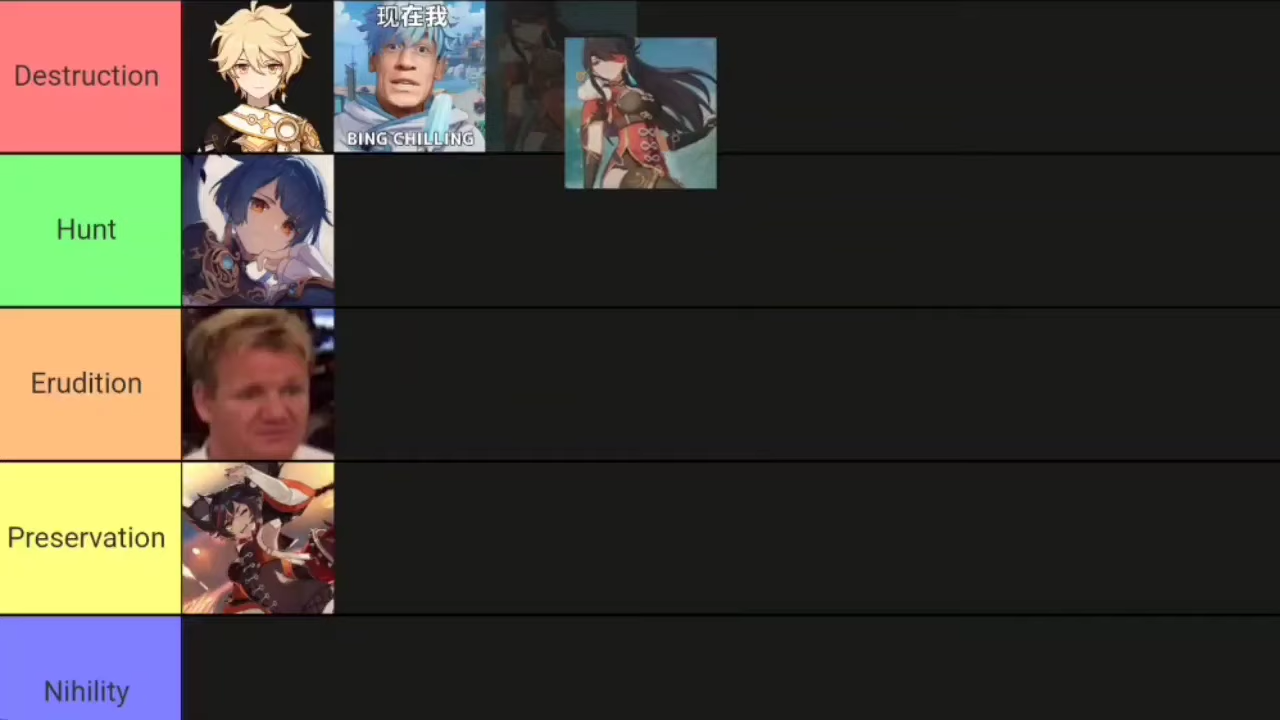 Destruction
现在我
BING CHILLING
Hunt
Erudition
Preservation
Nihility